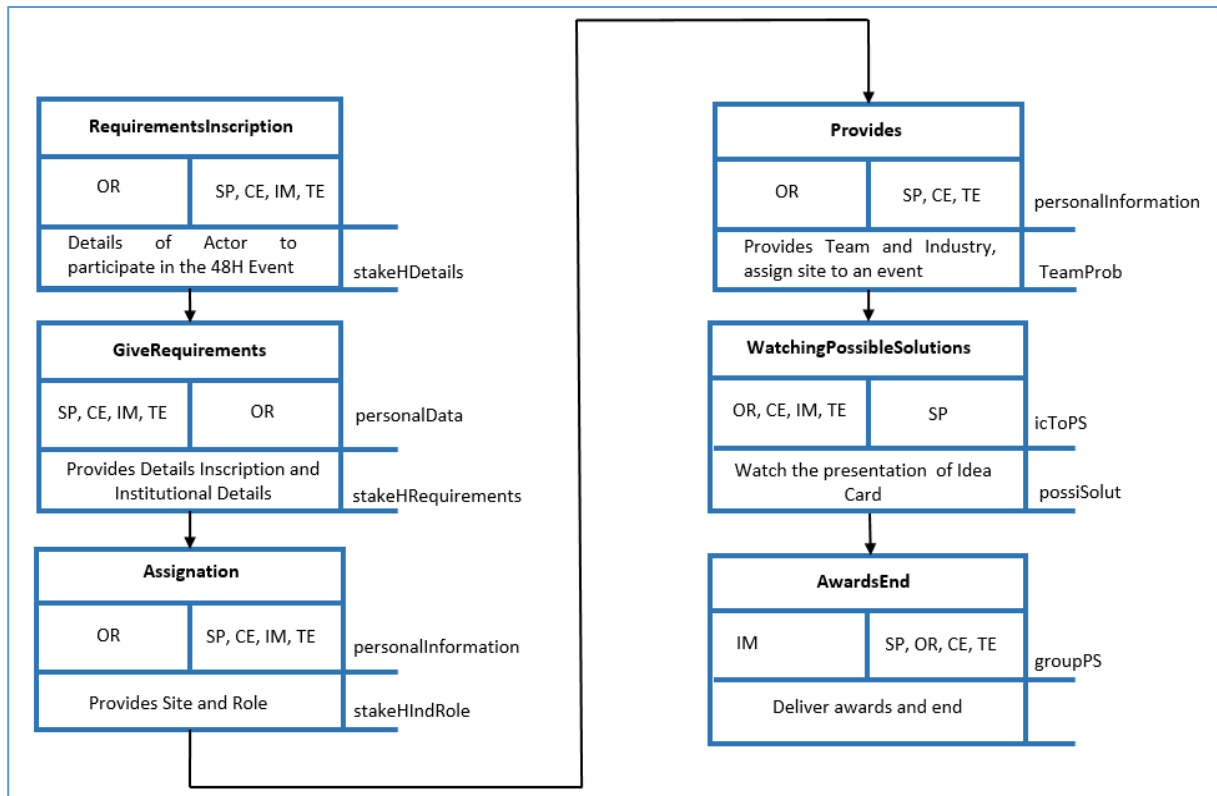 RequirementsInscription
OR
SP, CE, IM, TE
Details of Actor to
participate in the 48H Event
stakeHDetails
GiveRequirements
SP, CE, IM, TE
OR
personalData
Provides Details Inscription and
Institutional Details
stakeHRequirements
Assignation
OR
SP, CE, IM, TE
personalInformation
Provides Site and Role
stakeHIndRole
Provides
OR
SP, CE, TE
personalInformation
Provides Team and Industry,
assign site to an event
TeamProb
WatchingPossibleSolutions
OR, CE, IM, TE
SP
icToPS
Watch the presentation of Idea
Card
possiSolut
AwardsEnd
IM
SP, OR, CE, TE
groupPS
Deliver awards and end